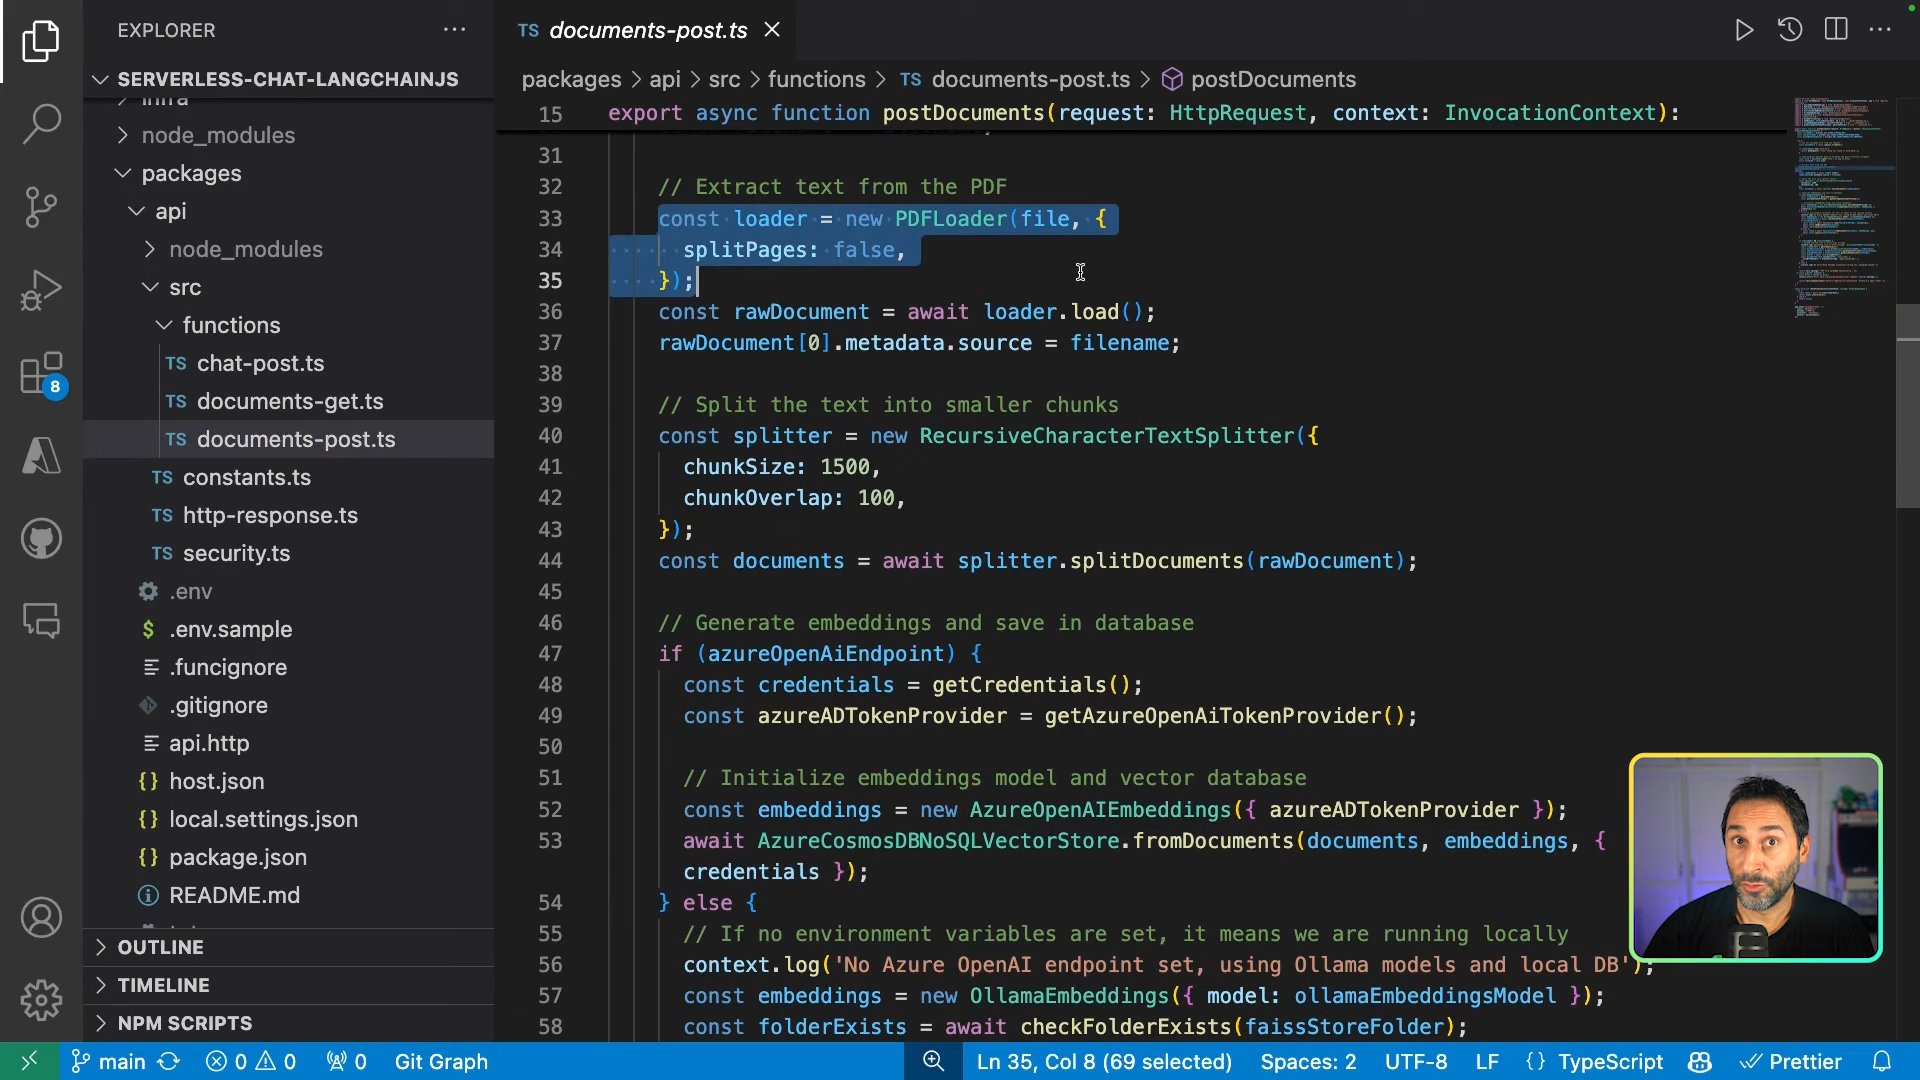 EXPLORER
SERVERLESS-CHAT-LANGCHAINJS
infra
node_modules
packages
api
node_modules
src
functions
TS chat-post.ts
TS documents-get.ts
TS documents-post.ts
TS constants.ts
TS http-response.ts
TS security.ts
.env
$ .env.sample
.funcignore
.gitignore
api.http
{} host.json
{} local.settings.json
{} package.json
README.md
OUTLINE
TIMELINE
NPM SCRIPTS
8
TS documents-post.ts
packages > api > src > functions > TS documents-post.ts > postDocuments
15 export async function postDocuments(request: HttpRequest, context: InvocationContext):
31
32 // Extract text from the PDF
33 const loader = new PDFLoader(file, {
34 splitPages: false,
35 });
36 const rawDocument = await loader.load();
37 rawDocument[0].metadata.source = filename;
38
39 // Split the text into smaller chunks
40 const splitter = new RecursiveCharacterTextSplitter({
41 chunkSize: 1500,
42 chunkOverlap: 100,
43 });
44 const documents = await splitter.splitDocuments(rawDocument);
45
46 // Generate embeddings and save in database
47 if (azureOpenAiEndpoint) {
48 const credentials = getCredentials();
49 const azureADTokenProvider = getAzureOpenAiTokenProvider();
50
51 // Initialize embeddings model and vector database
52 const embeddings = new AzureOpenAIEmbeddings({ azureADTokenProvider });
53 await AzureCosmosDBNoSQLVectorStore.fromDocuments(documents, embeddings, {
credentials });
54 } else {
55 // If no environment variables are set, it means we are running locally
56 context.log('No Azure OpenAI endpoint set, using Ollama models and local DB');
57 const embeddings = new OllamaEmbeddings({ model: ollamaEmbeddingsModel });
58 const folderExists = await checkFolderExists(faissStoreFolder);
main 0 0 0 Git Graph Ln 35, Col 8 (69 selected) Spaces: 2 UTF-8 LF {} TypeScript Prettier